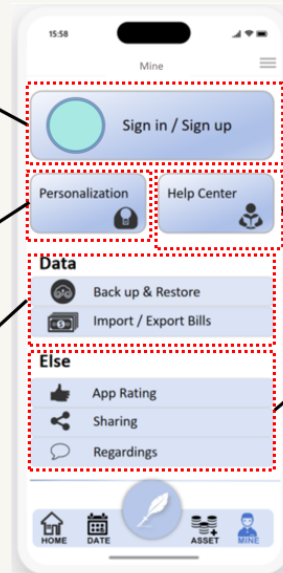 15:58
Mine
Sign in / Sign up
Personalization
Help Center
Data
Back up & Restore
Import / Export Bills
Else
App Rating
Sharing
Regardings
HOME
DATE
ASSET
MINE